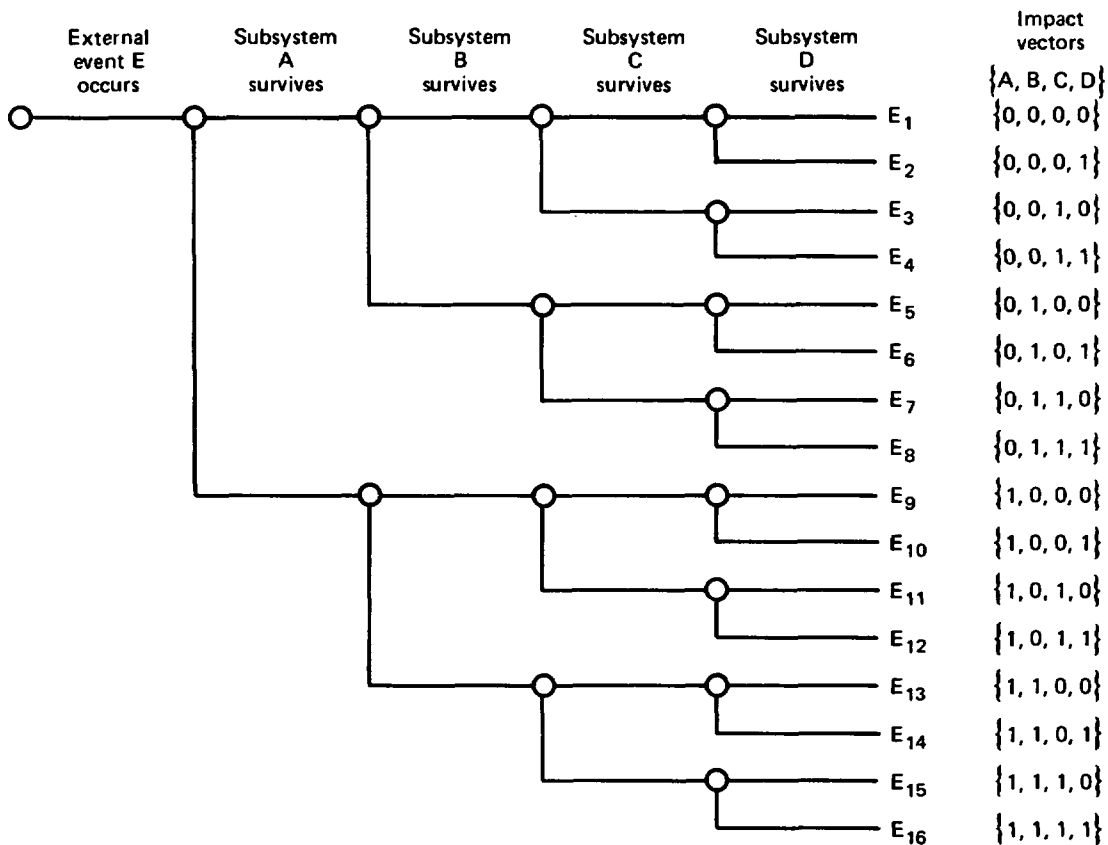 External
event E
occurs
Subsystem
A
survives
Subsystem
B
survives
Subsystem
C
survives
Subsystem
D
survives
Impact
vectors
{A, B, C, D}
E1 {0, 0, 0, 0}
E2 {0, 0, 0, 1}
E3 {0, 0, 1, 0}
E4 {0, 0, 1, 1}
E5 {0, 1, 0, 0}
E6 {0, 1, 0, 1}
E7 {0, 1, 1, 0}
E8 {0, 1, 1, 1}
E9 {1, 0, 0, 0}
E10 {1, 0, 0, 1}
E11 {1, 0, 1, 0}
E12 {1, 0, 1, 1}
E13 {1, 1, 0, 0}
E14 {1, 1, 0, 1}
E15 {1, 1, 1, 0}
E16 {1, 1, 1, 1}